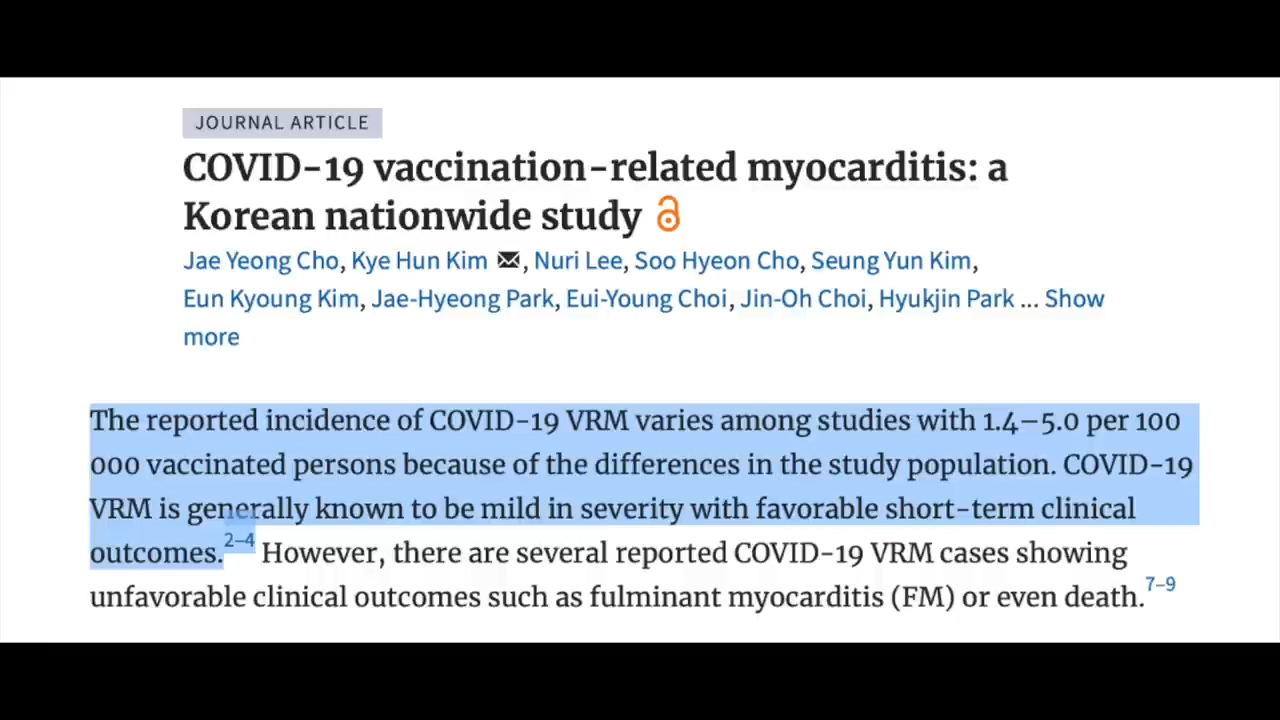 JOURNAL ARTICLE
COVID-19 vaccination-related myocarditis: a
Korean nationwide study
Jae Yeong Cho, Kye Hun Kim , Nuri Lee, Soo Hyeon Cho, Seung Yun Kim,
Eun Kyoung Kim, Jae-Hyeong Park, Eui-Young Choi, Jin-Oh Choi, Hyukjin Park ... Show
more
The reported incidence of COVID-19 VRM varies among studies with 1.4–5.0 per 100
000 vaccinated persons because of the differences in the study population. COVID-19
VRM is generally known to be mild in severity with favorable short-term clinical
outcomes.2–4 However, there are several reported COVID-19 VRM cases showing
unfavorable clinical outcomes such as fulminant myocarditis (FM) or even death.7–9